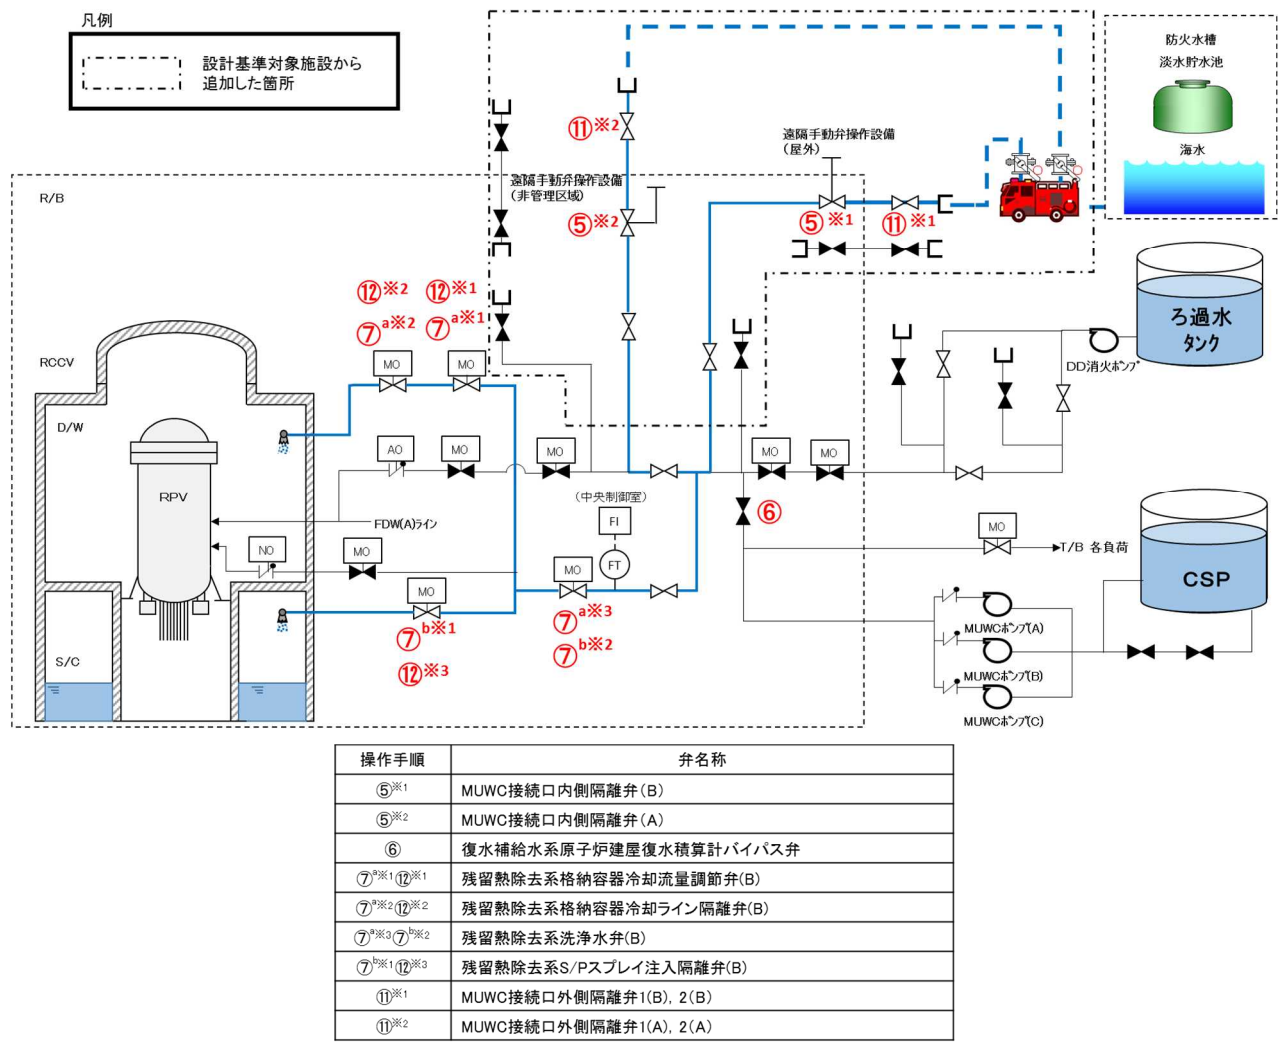 凡例
設計基準対象施設から
追加した箇所
防火水槽
淡水貯水池
海水
⑪※2
遠隔手動弁操作設備
(屋外)
R/B
遠隔手動弁操作設備
(非管理区域)
⑤※2
⑤※1
⑪※1
ろ過水
タンク
DD消火ポンプ
⑫※2
⑫※1
⑦a※2
⑦a※1
MO
MO
RCCV
D/W
AO
MO
MO
MO
MO
RPV
(中央制御室)
⑥
FI
FDW(A)ライン
MO
T/B 各負荷
NO
MO
FT
CSP
MO
MO
⑦a※3
MUWCポンプ(A)
⑦b※1
⑦b※2
S/C
⑫※3
MUWCポンプ(B)
MUWCポンプ(C)
操作手順 弁名称
⑤※1 MUWC接続口内側隔離弁(B)
⑤※2 MUWC接続口内側隔離弁(A)
⑥ 復水補給水系原子炉建屋復水積算計バイパス弁
⑦a※1⑫※1 残留熱除去系格納容器冷却流量調節弁(B)
⑦a※2⑫※2 残留熱除去系格納容器冷却ライン隔離弁(B)
⑦a※3⑦b※2 残留熱除去系洗浄水弁(B)
⑦b※1⑫※3 残留熱除去系S/Pスプレイ注入隔離弁(B)
⑪※1 MUWC接続口外側隔離弁1(B), 2(B)
⑪※2 MUWC接続口外側隔離弁1(A), 2(A)